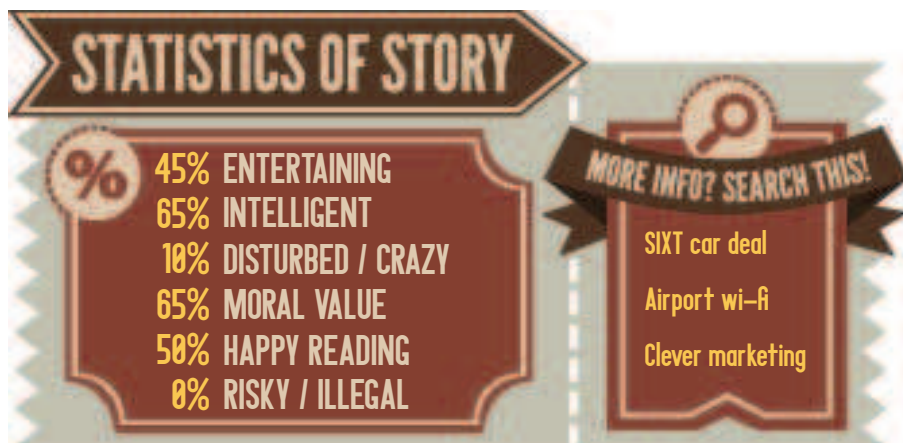 STATISTICS OF STORY
%
45% ENTERTAINING
65% INTELLIGENT
10% DISTURBED / CRAZY
65% MORAL VALUE
50% HAPPY READING
0% RISKY / ILLEGAL
MORE INFO? SEARCH THIS!
SIXT car deal
Airport wi-fi
Clever marketing